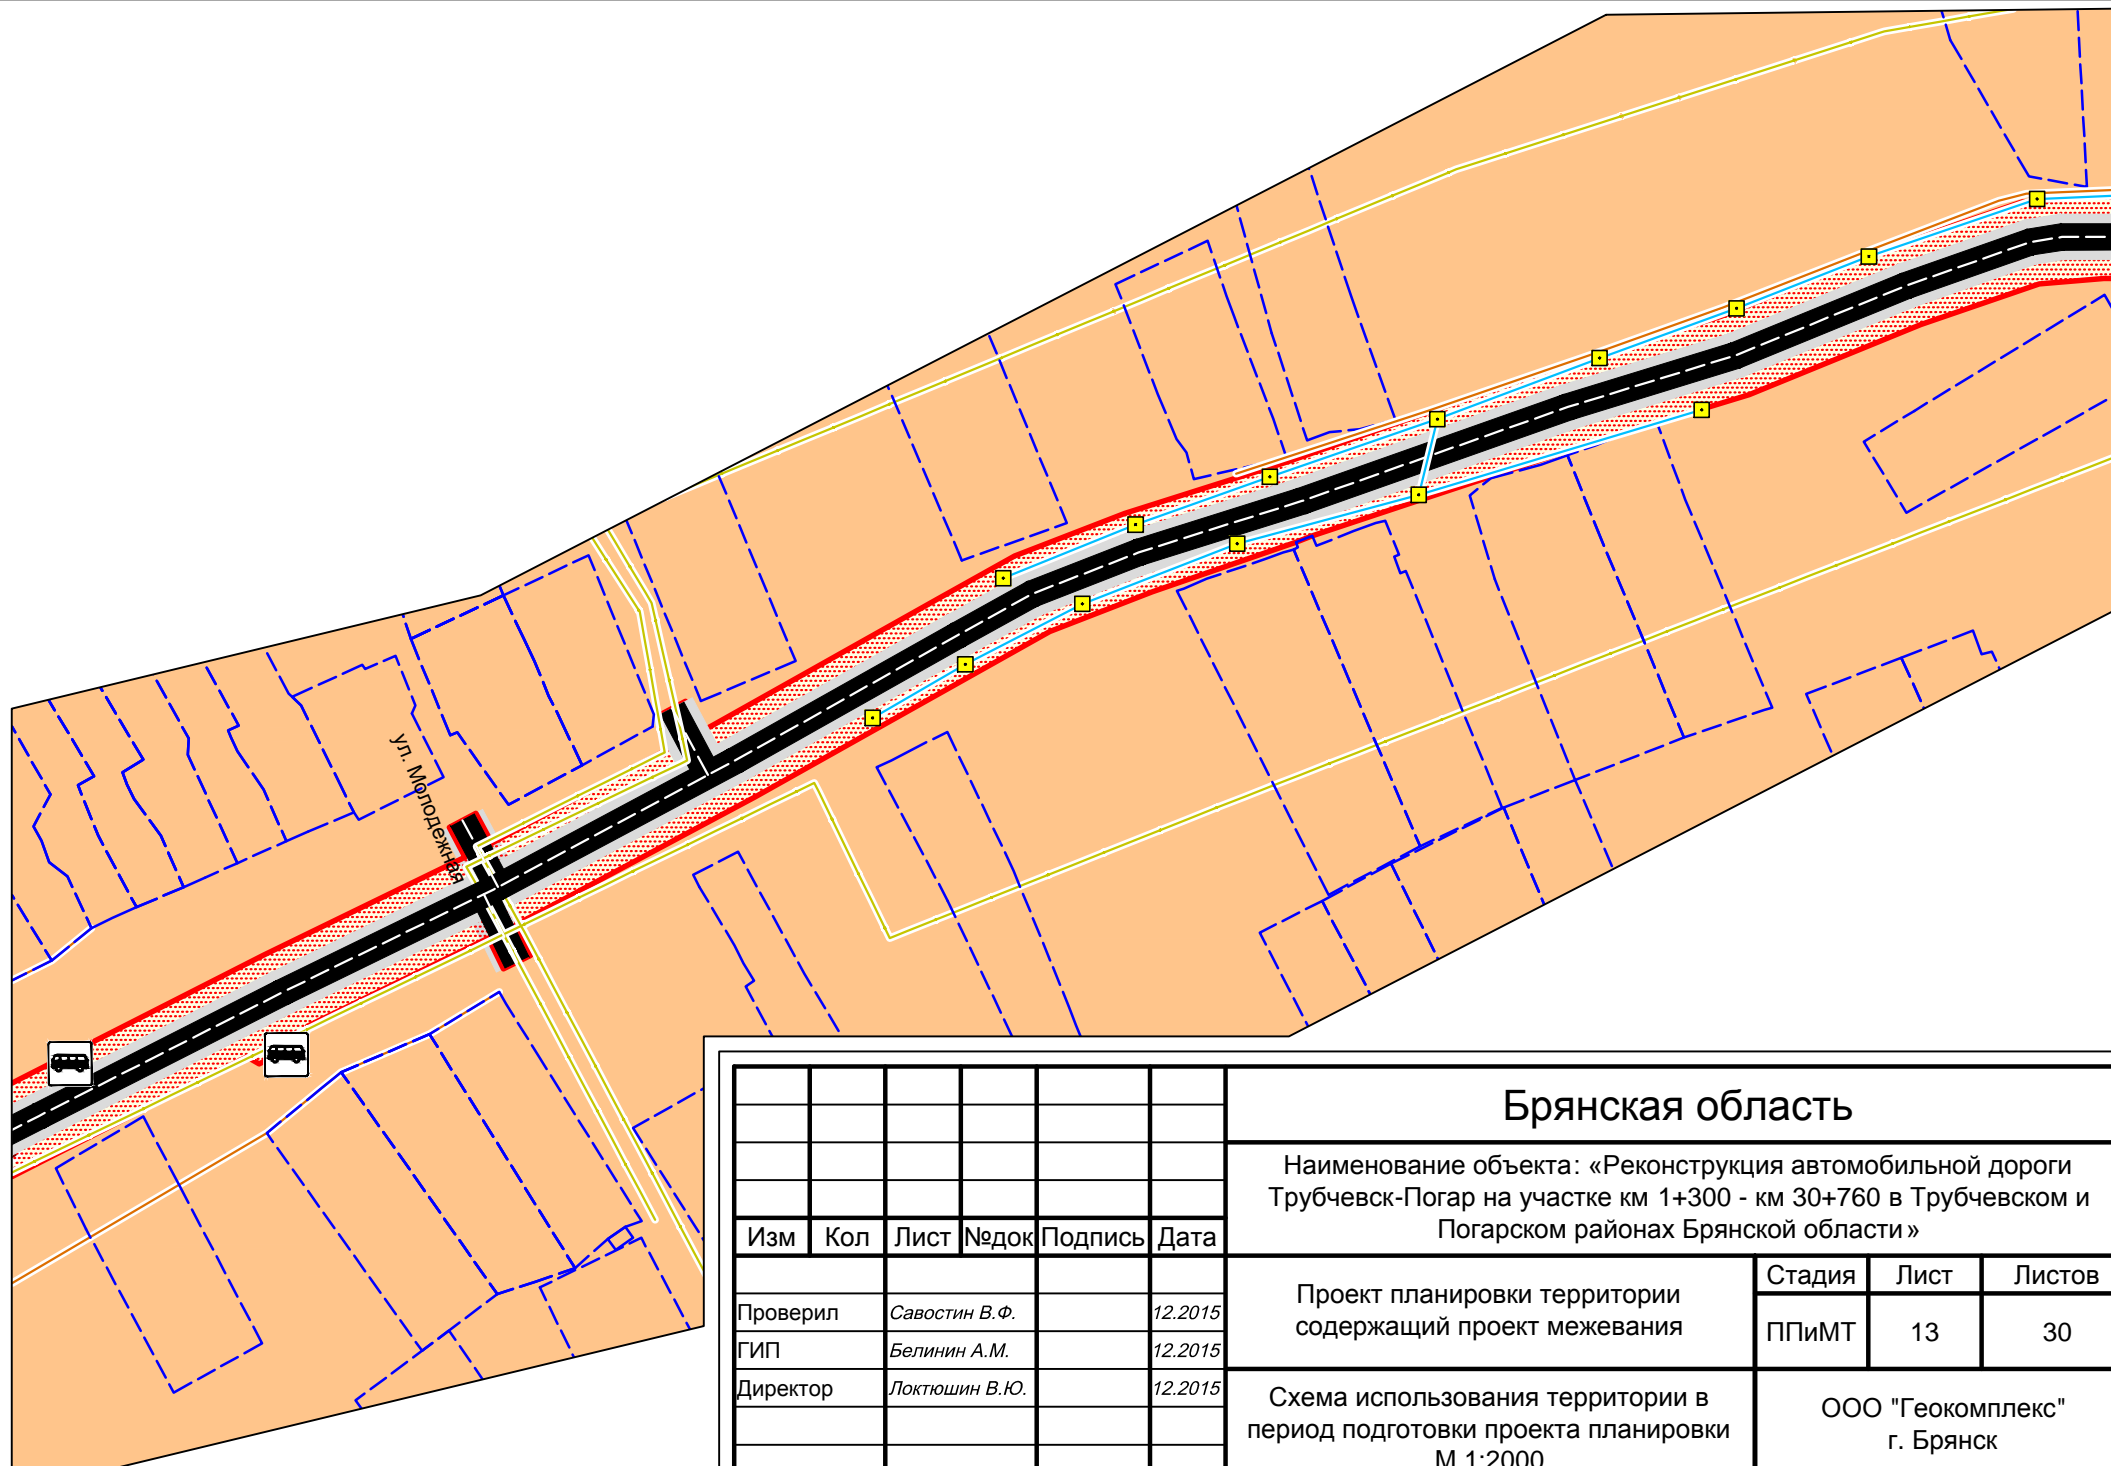 ул. Молодежная
Брянская область
Наименование объекта: «Реконструкция автомобильной дороги
Трубчевск-Погар на участке км 1+300 - км 30+760 в Трубчевском и
Погарском районах Брянской области»
Изм Кол Лист №док Подпись Дата
Проект планировки территории
содержащий проект межевания
Стадия Лист Листов
ППиМТ 13 30
Проверил Савостин В.Ф. 12.2015
ГИП Белинин А.М. 12.2015
Директор Локтюшин В.Ю. 12.2015
Схема использования территории в
период подготовки проекта планировки
М 1:2000
ООО "Геокомплекс"
г. Брянск